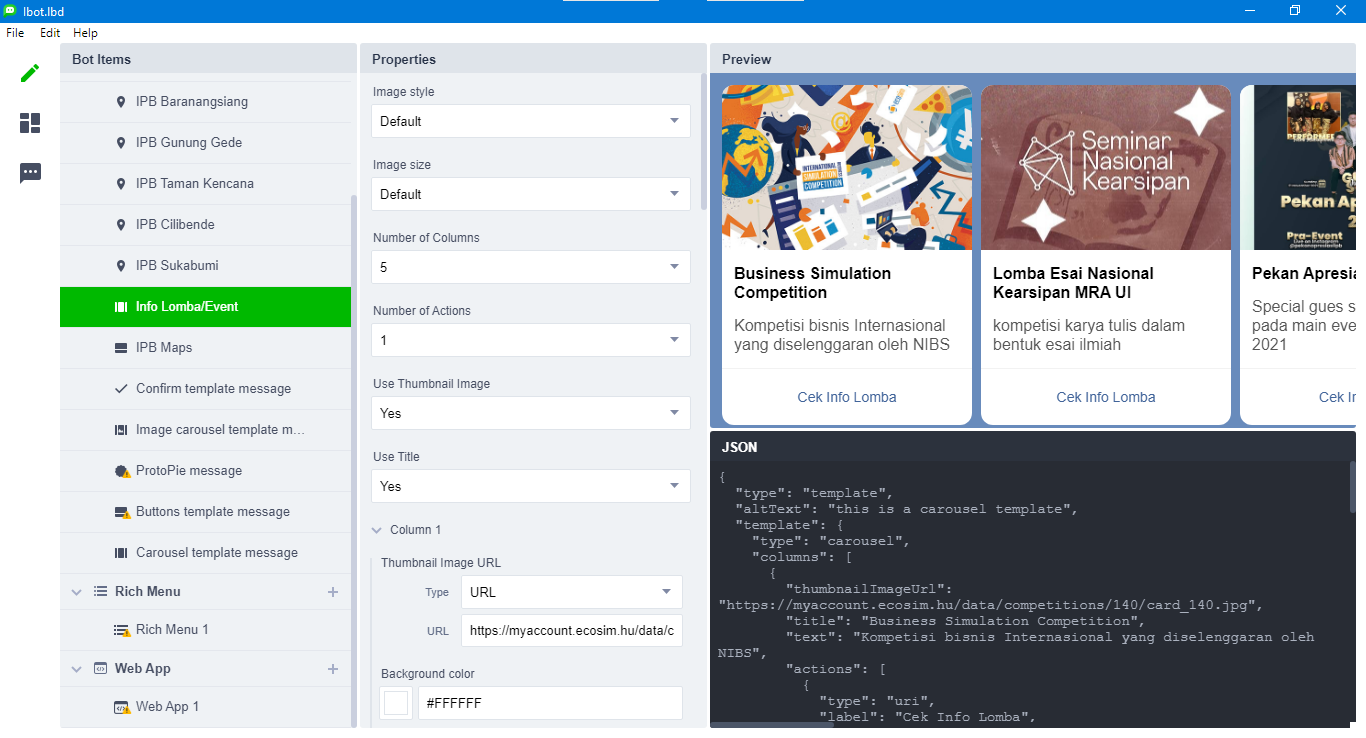 lbot.lbd
File Edit Help
Bot Items
IPB Baranangsiang
IPB Gunung Gede
IPB Taman Kencana
IPB Cilibende
IPB Sukabumi
Info Lomba/Event
IPB Maps
Confirm template message
Image carousel template m…
ProtoPie message
Buttons template message
Carousel template message
Rich Menu
Rich Menu 1
Web App
Web App 1
Properties
Image style
Default
Image size
Default
Number of Columns
5
Number of Actions
1
Use Thumbnail Image
Yes
Use Title
Yes
Column 1
Thumbnail Image URL
Type URL
URL https://myaccount.ecosim.hu/data/c
Background color
#FFFFFF
Preview
INTERNATIONAL
SIMULATION
COMPETITION
Business Simulation
Competition
Kompetisi bisnis Internasional
yang diselenggaran oleh NIBS
Cek Info Lomba
Seminar
Nasional
Kearsipan
Lomba Esai Nasional
Kearsipan MRA UI
kompetisi karya tulis dalam
bentuk esai ilmiah
Cek Info Lomba
PERFORMER
Pekan Ap
Pra-Event
Live on Instagram
Pekan Apresia
Special gues s
pada main eve
2021
Cek Ir
JSON
{
"type": "template",
"altText": "this is a carousel template",
"template": {
"type": "carousel",
"columns": [
{
"thumbnailImageUrl":
"https://myaccount.ecosim.hu/data/competitions/140/card_140.jpg",
"title": "Business Simulation Competition",
"text": "Kompetisi bisnis Internasional yang diselenggaran oleh
NIBS",
"actions": [
{
"type": "uri",
"label": "Cek Info Lomba",